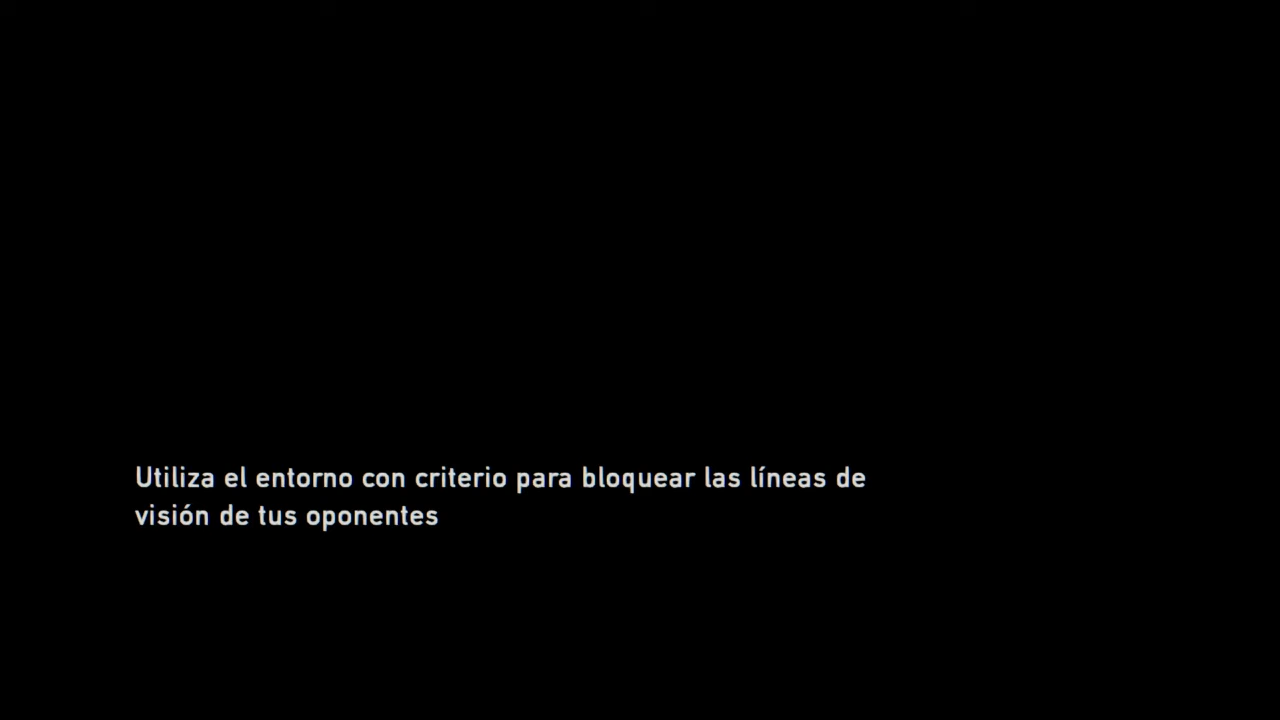 Utiliza el entorno con criterio para bloquear las líneas de
visión de tus oponentes